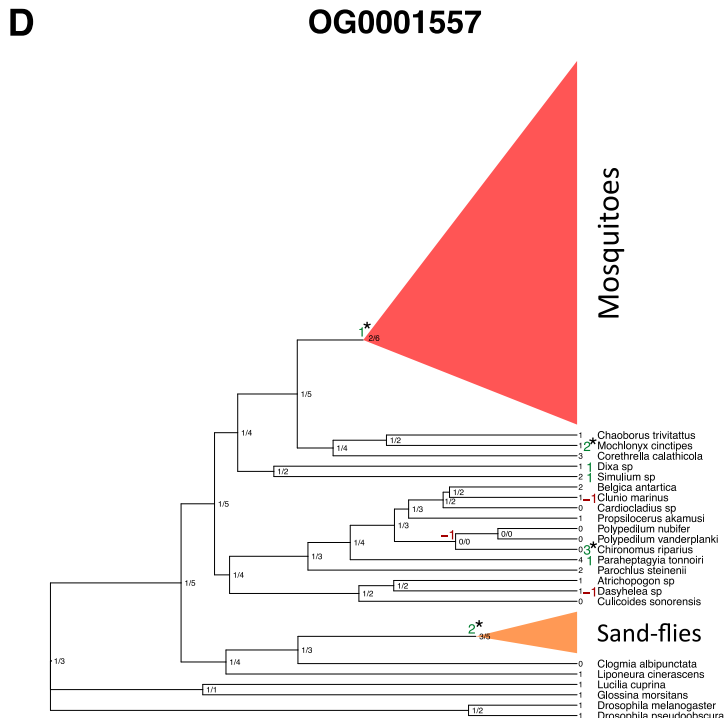 D
OG0001557
Mosquitoes
1*
2/6
1/5
1/4
1/2
1/4
1 Chaoborus trivitattus
1 2* Mochlonyx cinctipes
3 Corethrella calathicola
1/2
1 1 Dixa sp
2 1 Simulium sp
1/5
1/2
2 Belgica antartica
1/2
1 −1 Clunio marinus
1/3
0 Cardiocladius sp
1/3
1 Propsilocerus akamusi
−1
0/0
0/0
0 Polypedilum nubifer
0 Polypedilum vanderplanki
1/4
0 3* Chironomus riparius
1/3
4 1 Paraheptagyia tonnoiri
2 Parochlus steinenii
1/4
1/2
1/2
1 Atrichopogon sp
1 −1 Dasyhelea sp
0 Culicoides sonorensis
1/5
2*
3/5
Sand-flies
1/3
1/4
0 Clogmia albipunctata
1 Liponeura cinerascens
1/3
1/1
1 Lucilia cuprina
1 Glossina morsitans
1/2
1 Drosophila melanogaster
1 Drosophila pseudoobscura